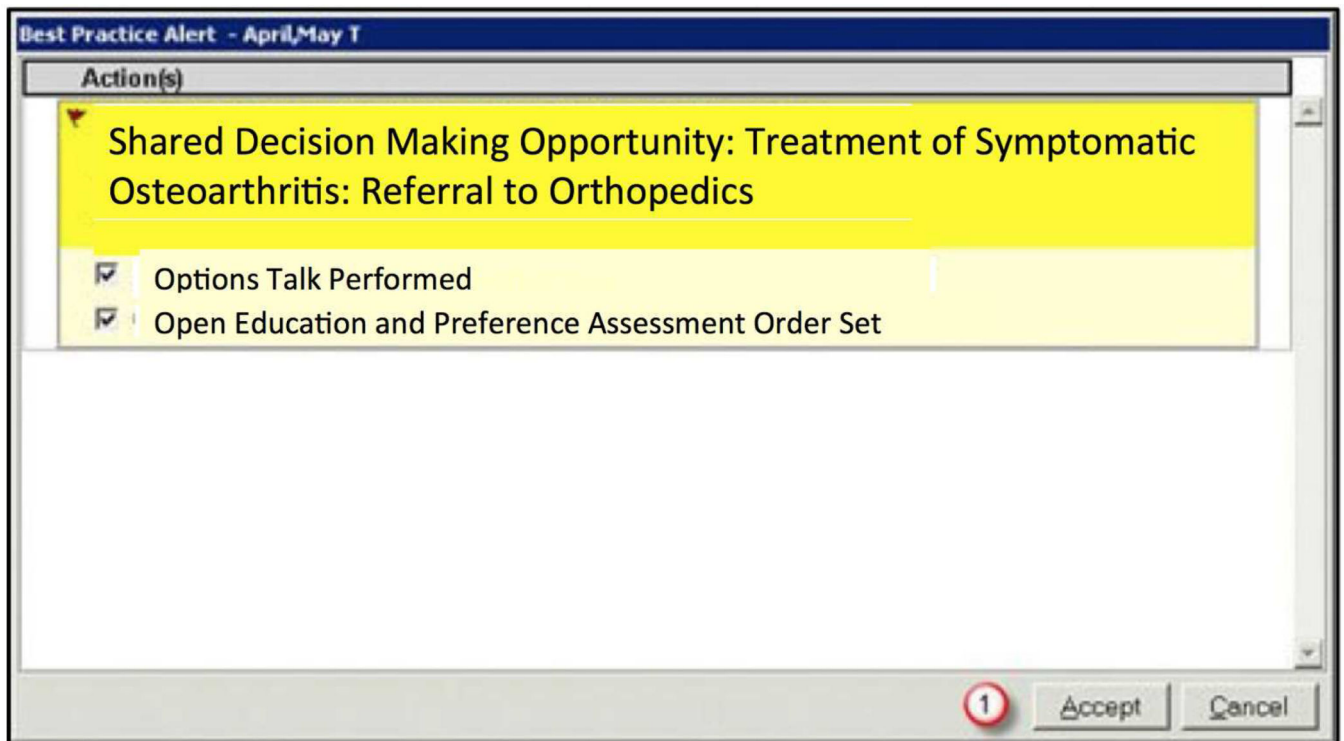 Best Practice Alert - April,May T
Action(s)
Shared Decision Making Opportunity: Treatment of Symptomatic
Osteoarthritis: Referral to Orthopedics
Options Talk Performed
Open Education and Preference Assessment Order Set
1
Accept
Cancel